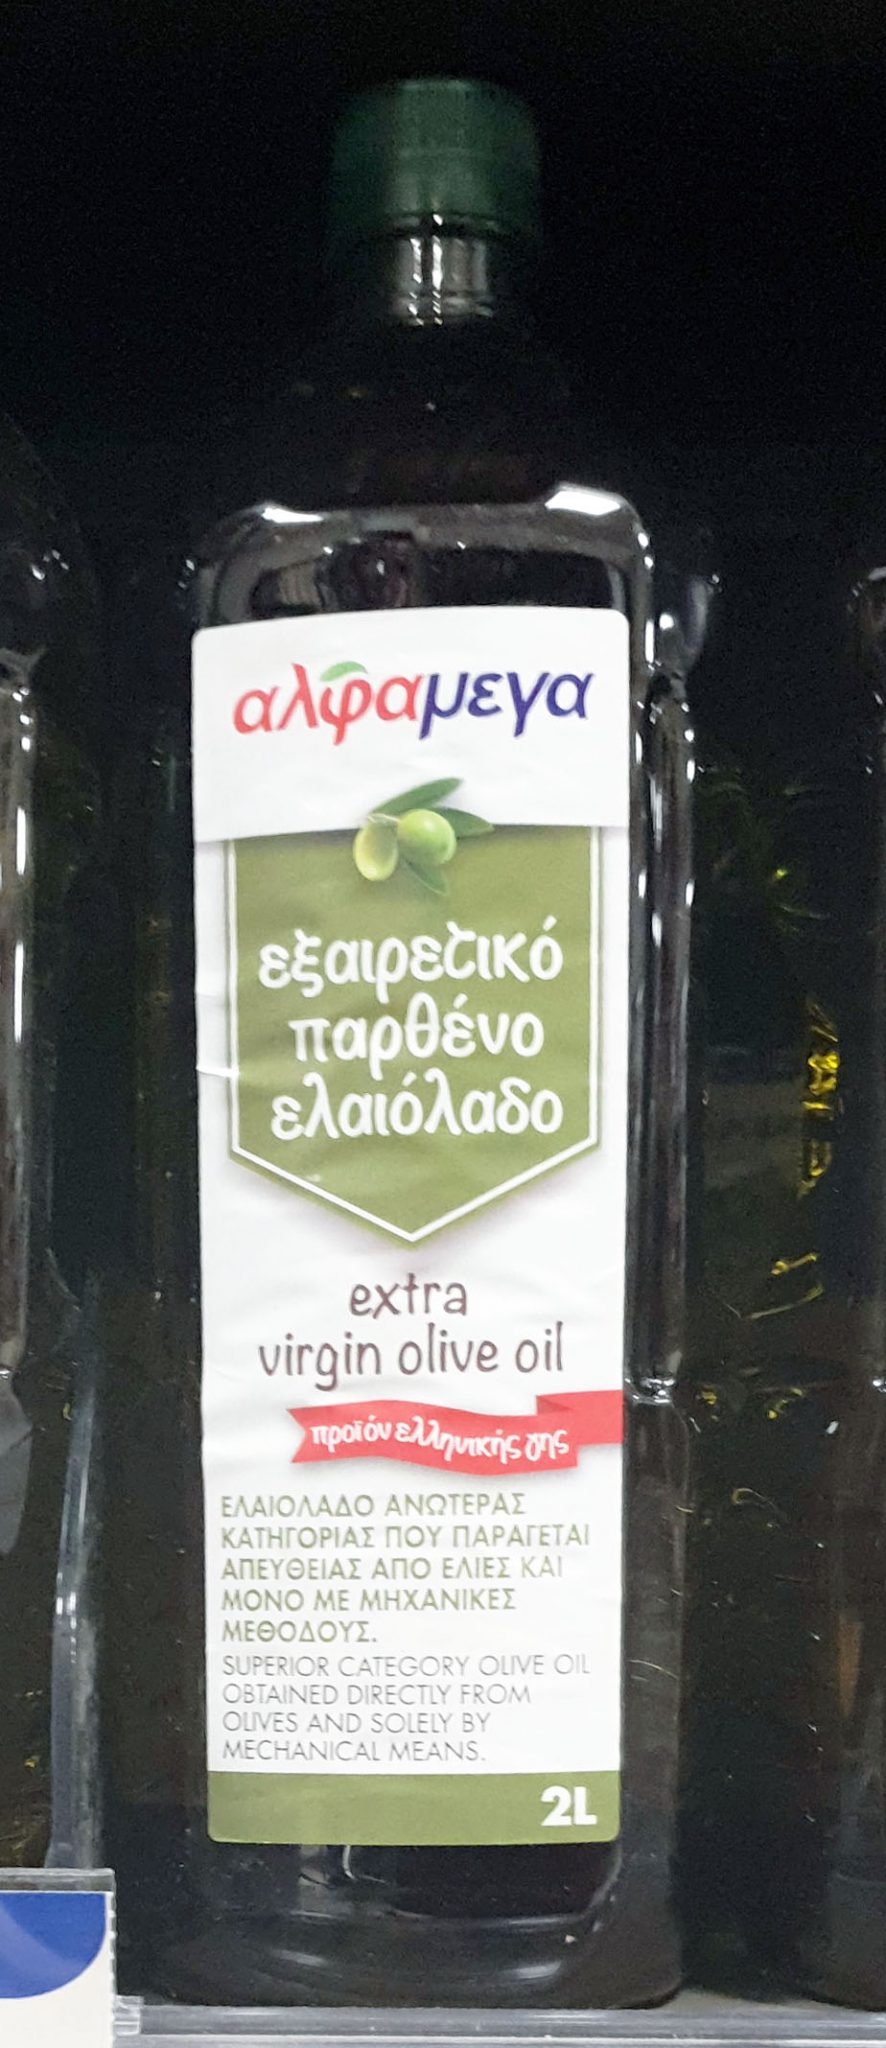 αλφαμεγα
εξαιρετικό
παρθένο
ελαιόλαδο
extra
virgin olive oil
προϊόν ελληνικής γης
ΕΛΑΙΟΛΑΔΟ ΑΝΩΤΕΡΑΣ
ΚΑΤΗΓΟΡΙΑΣ ΠΟΥ ΠΑΡΑΓΕΤΑΙ
ΑΠΕΥΘΕΙΑΣ ΑΠΟ ΕΛΙΕΣ ΚΑΙ
ΜΟΝΟ ΜΕ ΜΗΧΑΝΙΚΕΣ
ΜΕΘΟΔΟΥΣ.
SUPERIOR CATEGORY OLIVE OIL
OBTAINED DIRECTLY FROM
OLIVES AND SOLELY BY
MECHANICAL MEANS.
2L